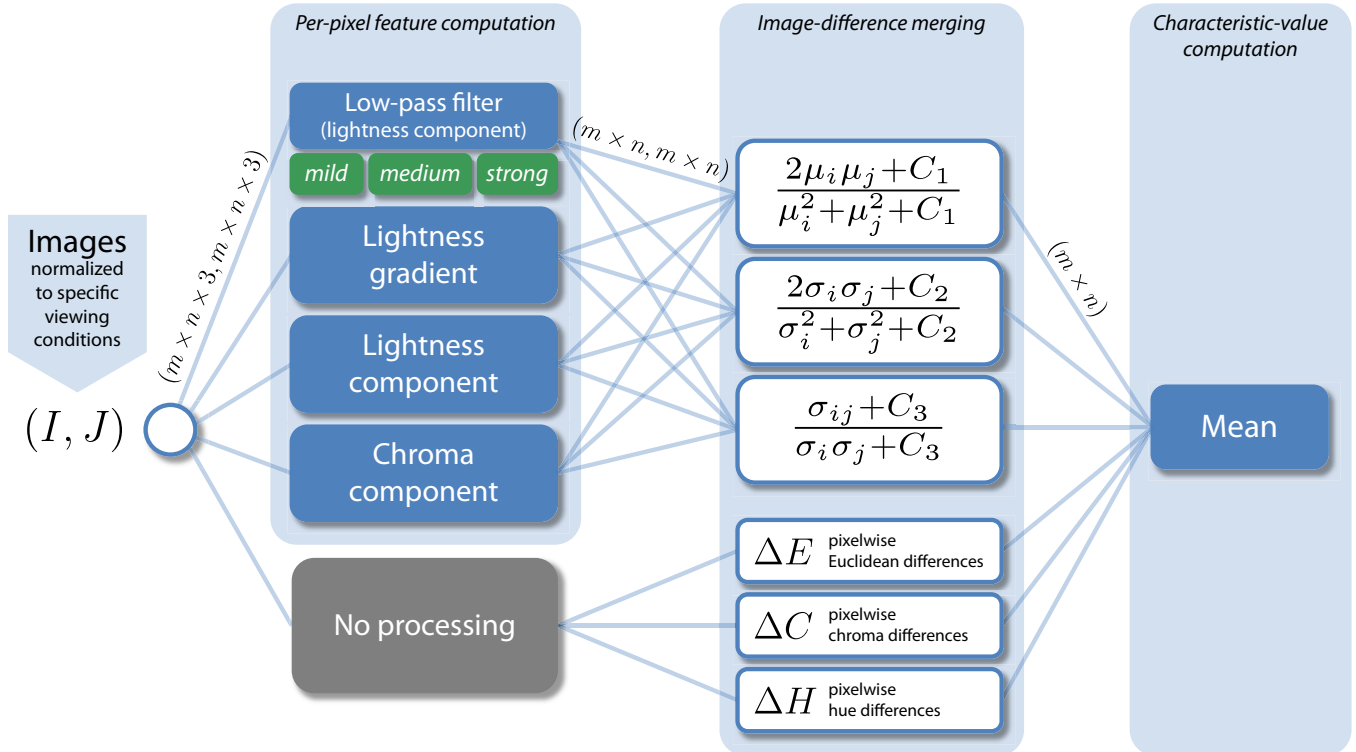 Per-pixel feature computation
Image-difference merging
Characteristic-value
computation
Low-pass filter
(lightness component)
mild
medium
strong
Lightness
gradient
Lightness
component
Chroma
component
No processing
Images
normalized
to specific
viewing
conditions
(I, J)
(m × n × 3, m × n × 3)
(m × n, m × n)
2μ_i μ_j + C_1
μ_i^2 + μ_j^2 + C_1
2σ_i σ_j + C_2
σ_i^2 + σ_j^2 + C_2
σ_{ij} + C_3
σ_i σ_j + C_3
ΔE pixelwise
Euclidean differences
ΔC pixelwise
chroma differences
ΔH pixelwise
hue differences
(m × n)
Mean